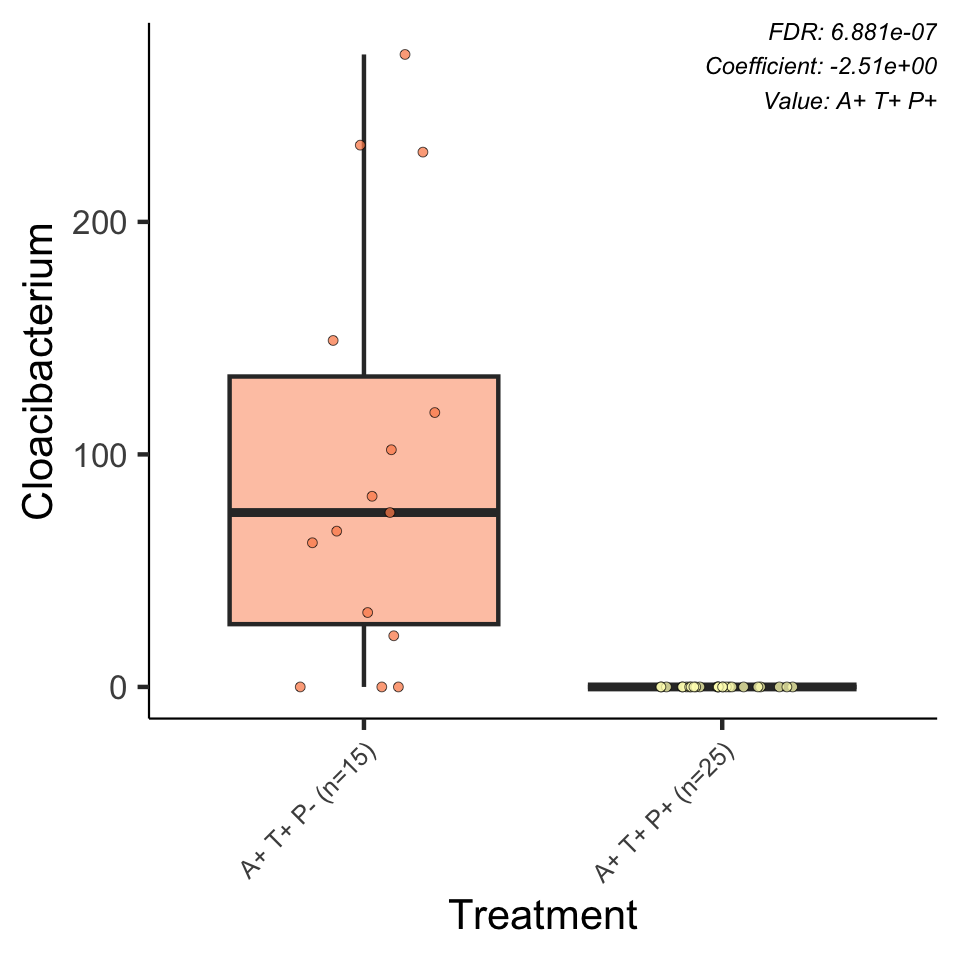 FDR: 6.881e-07
Coefficient: -2.51e+00
Value: A+ T+ P+
Cloacibacterium
200
100
0
A+ T+ P- (n=15)
A+ T+ P+ (n=25)
Treatment